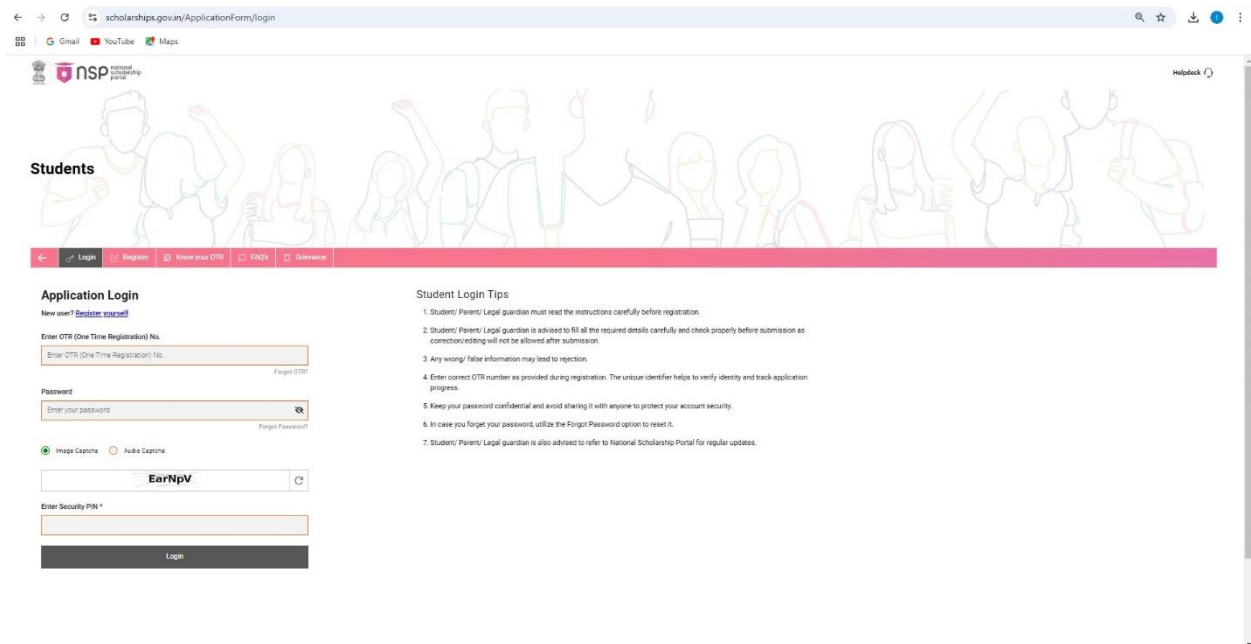 scholarships.gov.in/ApplicationForm/login
Gmail YouTube Maps
nsp national scholarship portal
Helpdesk
Students
Login Register Know your OTR FAQ's Grievance
Application Login
New user? Register yourself
Enter OTR (One Time Registration) No.
Enter OTR (One Time Registration) No.
Forgot OTR?
Password
Enter your password
Forgot Password?
Image Captcha Audio Captcha
EarNpV
Enter Security PIN *
Login
Student Login Tips
1. Student/ Parent/ Legal guardian must read the instructions carefully before registration.
2. Student/ Parent/ Legal guardian is advised to fill all the required details carefully and check properly before submission as
correction/editing will not be allowed after submission.
3. Any wrong/ false information may lead to rejection.
4. Enter correct OTR number as provided during registration. The unique identifier helps to verify identity and track application
progress.
5. Keep your password confidential and avoid sharing it with anyone to protect your account security.
6. In case you forget your password, utilize the Forgot Password option to reset it.
7. Student/ Parent/ Legal guardian is also advised to refer to National Scholarship Portal for regular updates.